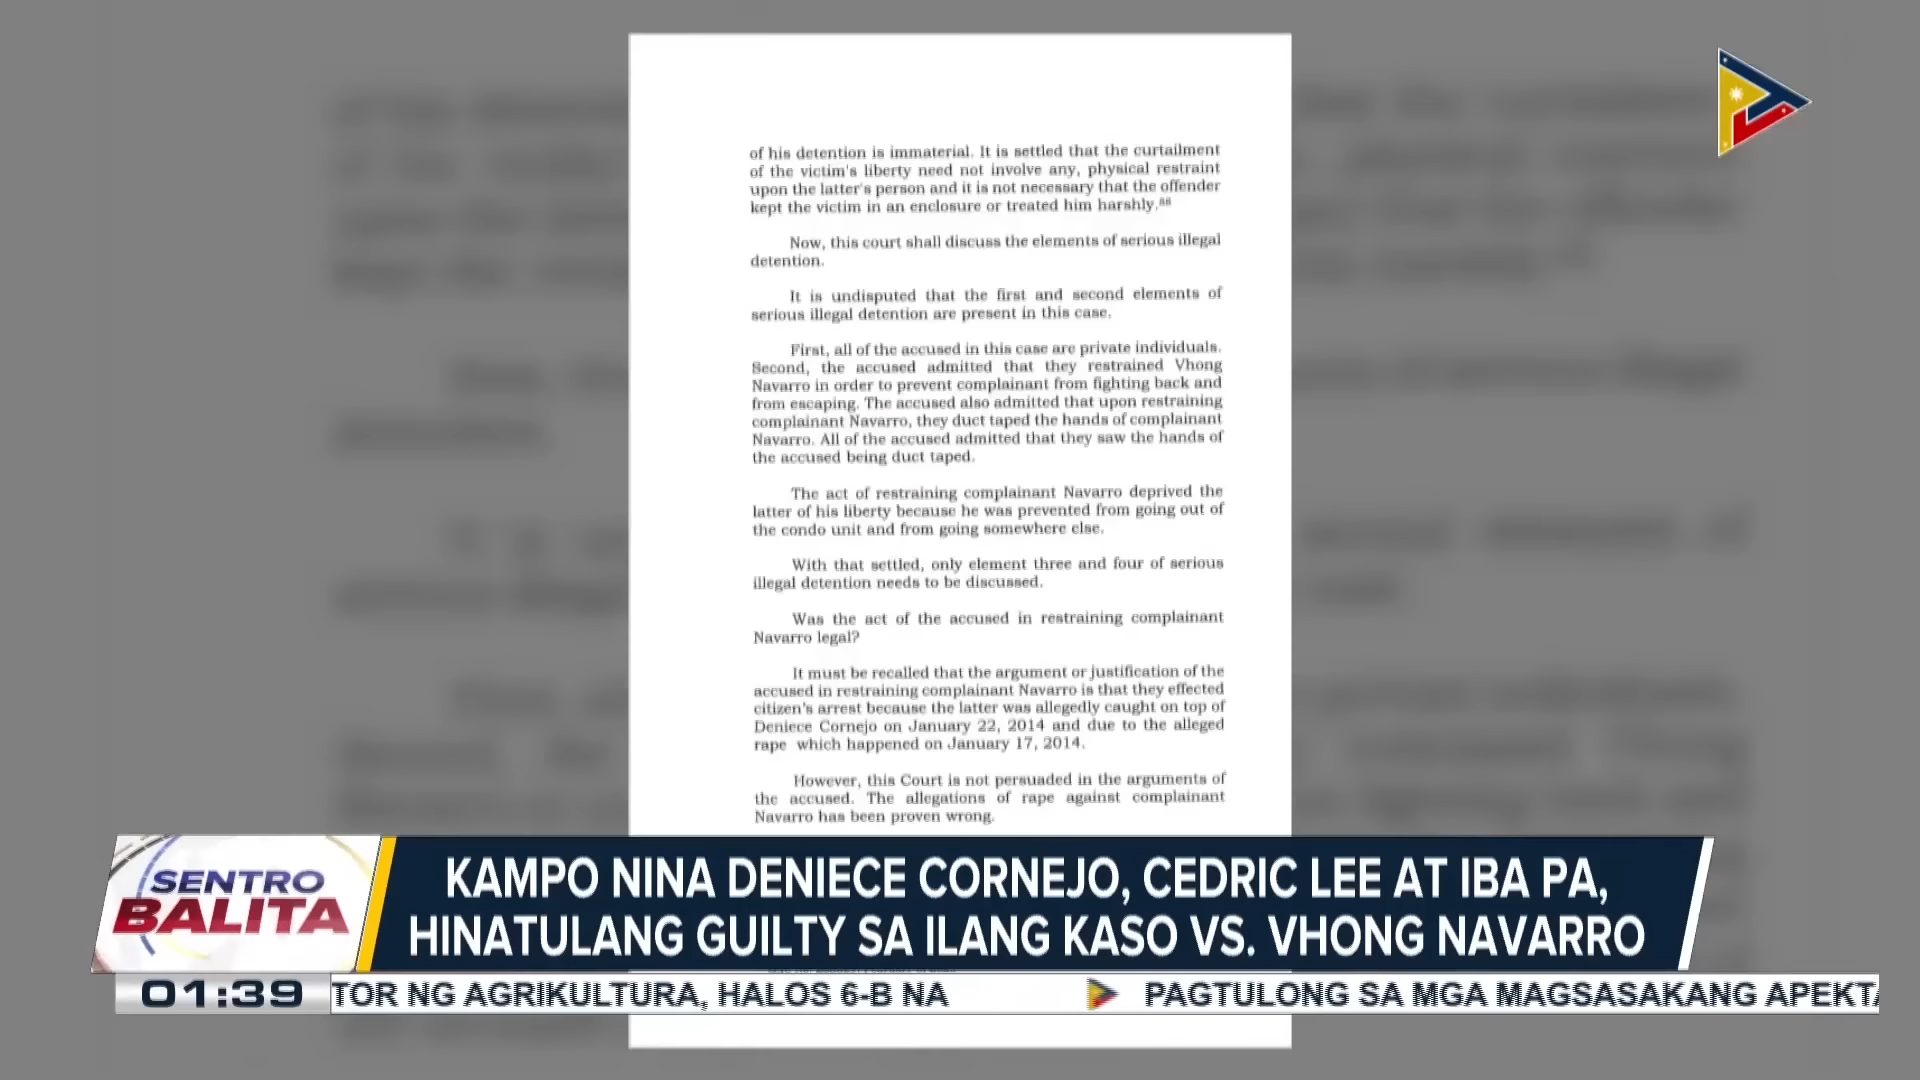 of his detention is immaterial. It is settled that the curtailment
of the victim's liberty need not involve any, physical restraint
upon the latter's person and it is not necessary that the offender
kept the victim in an enclosure or treated him harshly.
Now, this court shall discuss the elements of serious illegal
detention.
It is undisputed that the first and second elements of
serious illegal detention are present in this case.
First, all of the accused in this case are private individuals.
Second, the accused admitted that they restrained Vhong
Navarro in order to prevent complainant from fighting back and
from escaping. The accused also admitted that upon restraining
complainant Navarro, they duct taped the hands of complainant
Navarro. All of the accused admitted that they saw the hands of
the accused being duct taped.
The act of restraining complainant Navarro deprived the
latter of his liberty because he was prevented from going out of
the condo unit and from going somewhere else.
With that settled, only element three and four of serious
illegal detention needs to be discussed.
Was the act of the accused in restraining complainant
Navarro legal?
It must be recalled that the argument or justification of the
accused in restraining complainant Navarro is that they effected
citizen's arrest because the latter was allegedly caught on top of
Deniece Cornejo on January 22, 2014 and due to the alleged
rape which happened on January 17, 2014.
However, this Court is not persuaded in the arguments of
the accused. The allegations of rape against complainant
Navarro has been proven wrong.
SENTRO
BALITA
KAMPO NINA DENIECE CORNEJO, CEDRIC LEE AT IBA PA,
HINATULANG GUILTY SA ILANG KASO VS. VHONG NAVARRO
01:39
TOR NG AGRIKULTURA, HALOS 6-B NA
PAGTULONG SA MGA MAGSASAKANG APEKTA